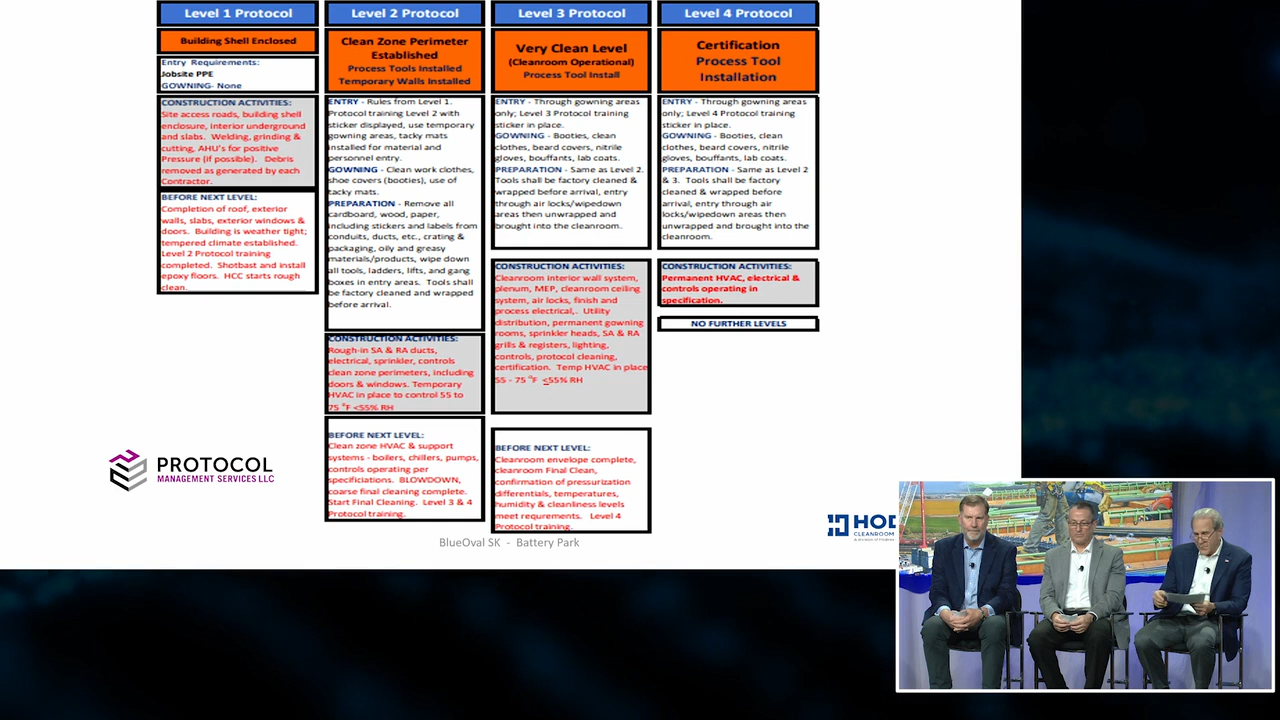 Level 1 Protocol
Building Shell Enclosed
Entry Requirements:
Jobsite PPE
GOWNING- None
CONSTRUCTION ACTIVITIES:
Site access roads, building shell
enclosure, interior underground
and slabs. Welding, grinding &
cutting, AHU's for positive
Pressure (if possible). Debris
removed as generated by each
Contractor.
BEFORE NEXT LEVEL:
Completion of roof, exterior
walls, slabs, exterior windows &
doors. Building is weather tight;
tempered climate established.
Level 2 Protocol training
completed. Shotbast and install
epoxy floors. HCC starts rough
clean.
Level 2 Protocol
Clean Zone Perimeter
Established
Process Tools Installed
Temporary Walls Installed
ENTRY - Rules from Level 1.
Protocol training Level 2 with
sticker displayed, use temporary
gowning areas, tacky mats
installed for material and
personnel entry.
GOWNING - Clean work clothes,
shoe covers (booties), use of
tacky mats.
PREPARATION - Remove all
cardboard, wood, paper,
including stickers and labels from
conduits, ducts, etc., crating &
packaging, oily and greasy
materials/products, wipe down
all tools, ladders, lifts, and gang
boxes in entry areas. Tools shall
be factory cleaned and wrapped
before arrival.
CONSTRUCTION ACTIVITIES:
Rough-in SA & RA ducts,
electrical, sprinkler, controls
clean zone perimeters, including
doors & windows. Temporary
HVAC in place to control 55 to
75 °F <55% RH
BEFORE NEXT LEVEL:
Clean zone HVAC & support
systems - boilers, chillers, pumps,
controls operating per
specificiations. BLOWDOWN,
coarse final cleaning complete.
Start Final Cleaning. Level 3 & 4
Protocol training.
Level 3 Protocol
Very Clean Level
(Cleanroom Operational)
Process Tool Install
ENTRY - Through gowning areas
only; Level 3 Protocol training
sticker in place.
GOWNING - Booties, clean
clothes, beard covers, nitrile
gloves, bouffants, lab coats.
PREPARATION - Same as Level 2.
Tools shall be factory cleaned &
wrapped before arrival, entry
through air locks/wipedown
areas then unwrapped and
brought into the cleanroom.
CONSTRUCTION ACTIVITIES:
Cleanroom interior wall system,
plenum, MEP, cleanroom ceiling
system, air locks, finish and
process electrical,. Utility
distribution, permanent gowning
rooms, sprinkler heads, SA & RA
grills & registers, lighting,
controls, protocol cleaning,
certification. Temp HVAC in place
55 - 75 °F <55% RH
BEFORE NEXT LEVEL:
Cleanroom envelope complete,
cleanroom Final Clean,
confirmation of pressurization
differentials, temperatures,
humidity & cleanliness levels
meet requrements. Level 4
Protocol training.
Level 4 Protocol
Certification
Process Tool
Installation
ENTRY - Through gowning areas
only; Level 4 Protocol training
sticker in place.
GOWNING - Booties, clean
clothes, beard covers, nitrile
gloves, bouffants, lab coats.
PREPARATION - Same as Level 2
& 3. Tools shall be factory
cleaned & wrapped before
arrival, entry through air
locks/wipedown areas then
unwrapped and brought into the
cleanroom.
CONSTRUCTION ACTIVITIES:
Permanent HVAC, electrical &
controls operating in
specification.
NO FURTHER LEVELS
PROTOCOL
MANAGEMENT SERVICES LLC
BlueOval SK - Battery Park
HOD
CLEANROOM